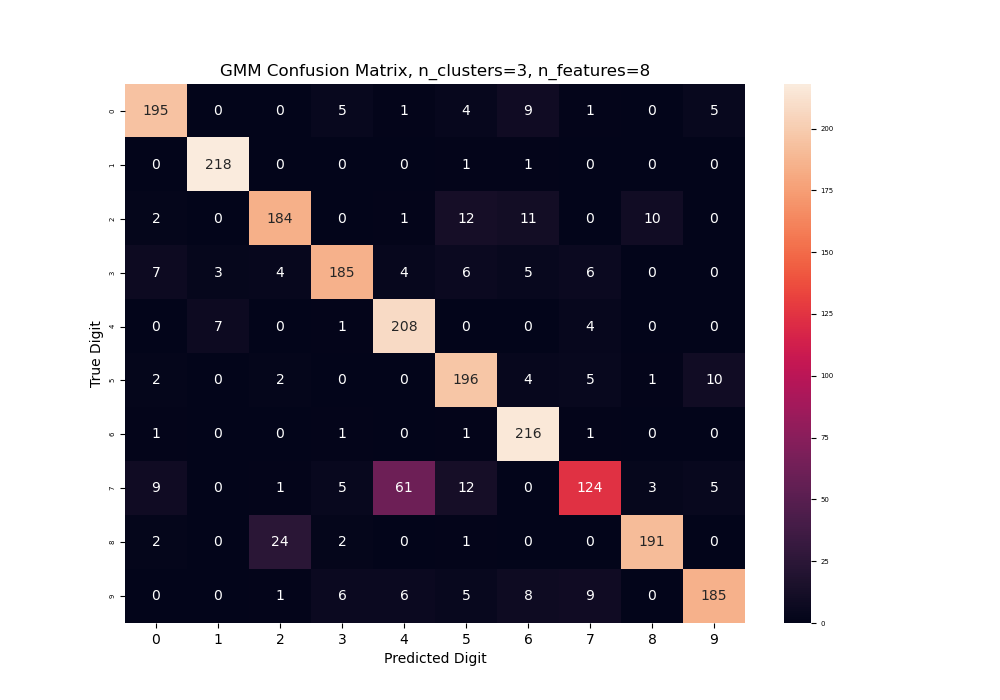 GMM Confusion Matrix, n_clusters=3, n_features=8
0 195 0 0 5 1 4 9 1 0 5
1 0 218 0 0 0 1 1 0 0 0
2 2 0 184 0 1 12 11 0 10 0
3 7 3 4 185 4 6 5 6 0 0
4 0 7 0 1 208 0 0 4 0 0
5 2 0 2 0 0 196 4 5 1 10
6 1 0 0 1 0 1 216 1 0 0
7 9 0 1 5 61 12 0 124 3 5
8 2 0 24 2 0 1 0 0 191 0
9 0 0 1 6 6 5 8 9 0 185
0 1 2 3 4 5 6 7 8 9
Predicted Digit
True Digit
200
175
150
125
100
75
50
25
0